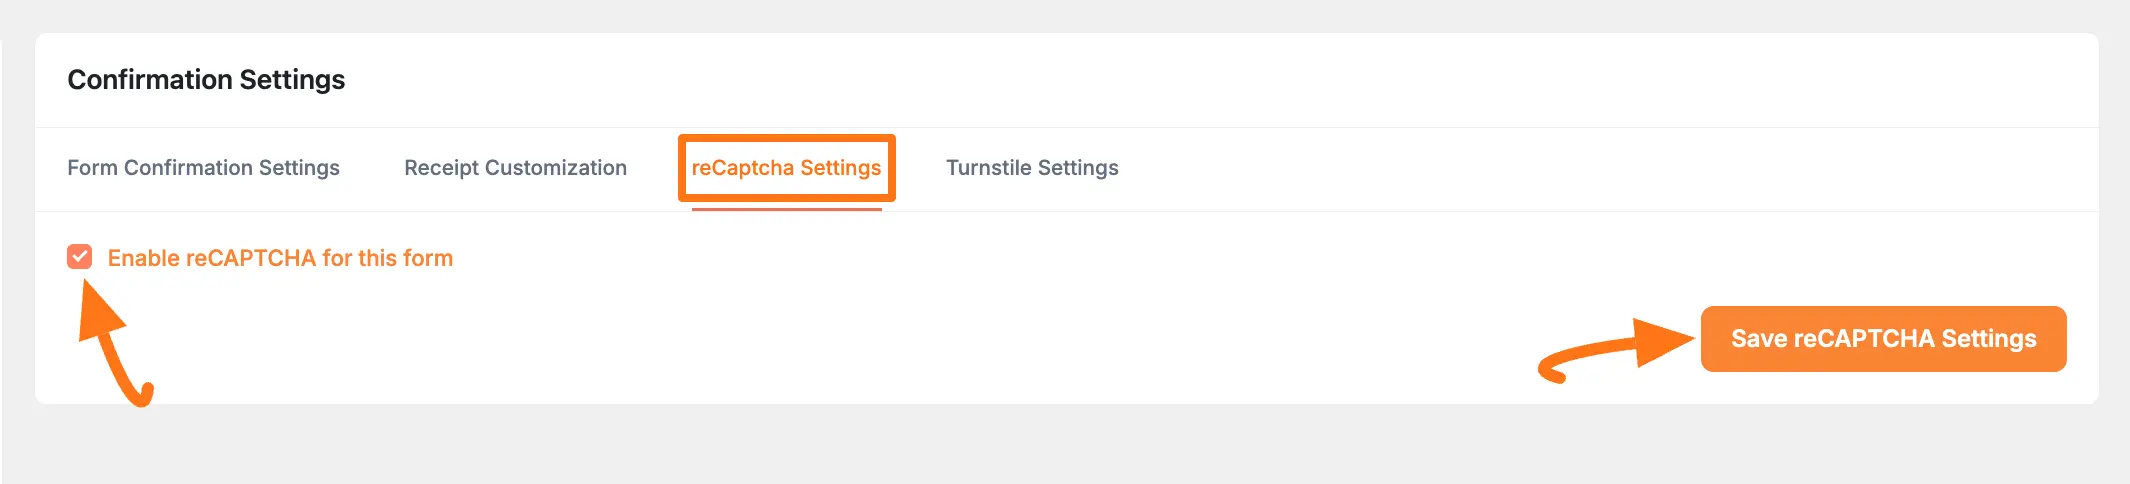 Confirmation Settings
Form Confirmation Settings Receipt Customization reCaptcha Settings Turnstile Settings
Enable reCAPTCHA for this form
Save reCAPTCHA Settings